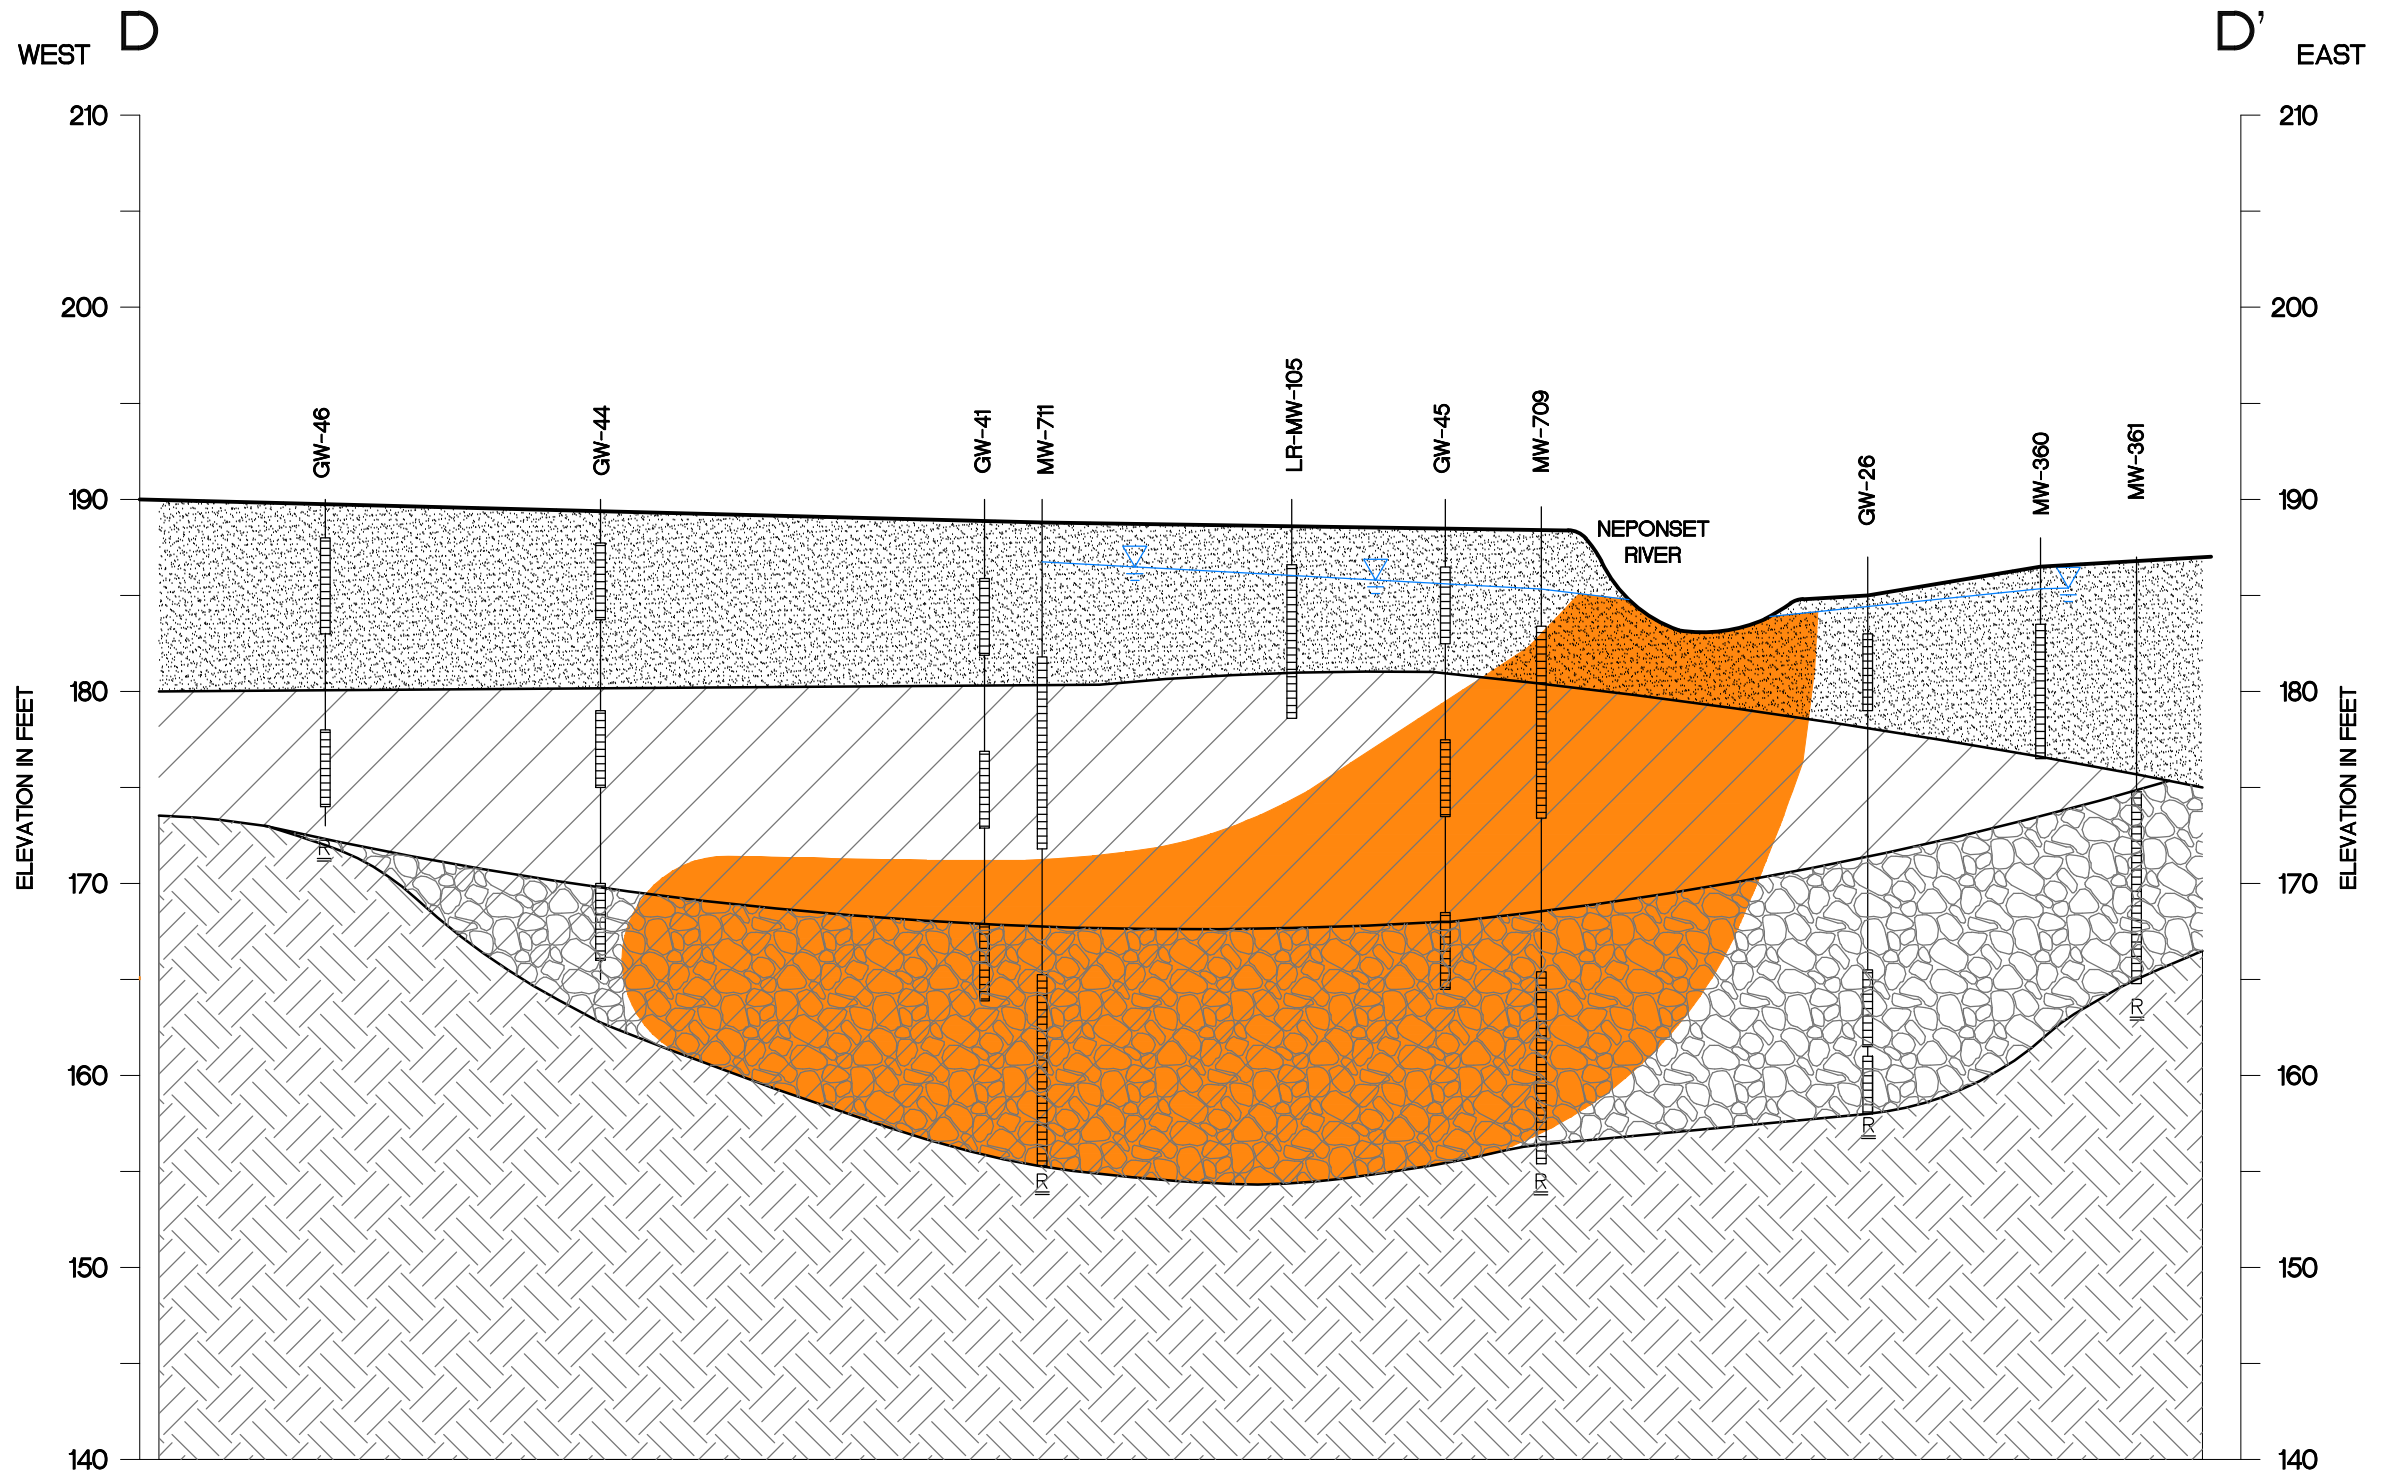 D
D'
WEST
EAST
210
210
200
200
GW-46
GW-44
GW-41
MW-711
LR-MW-105
GW-45
MW-709
GW-26
MW-360
MW-361
190
190
NEPONSET
RIVER
180
180
ELEVATION IN FEET
ELEVATION IN FEET
R
170
170
R
160
160
R
R
R
150
150
140
140